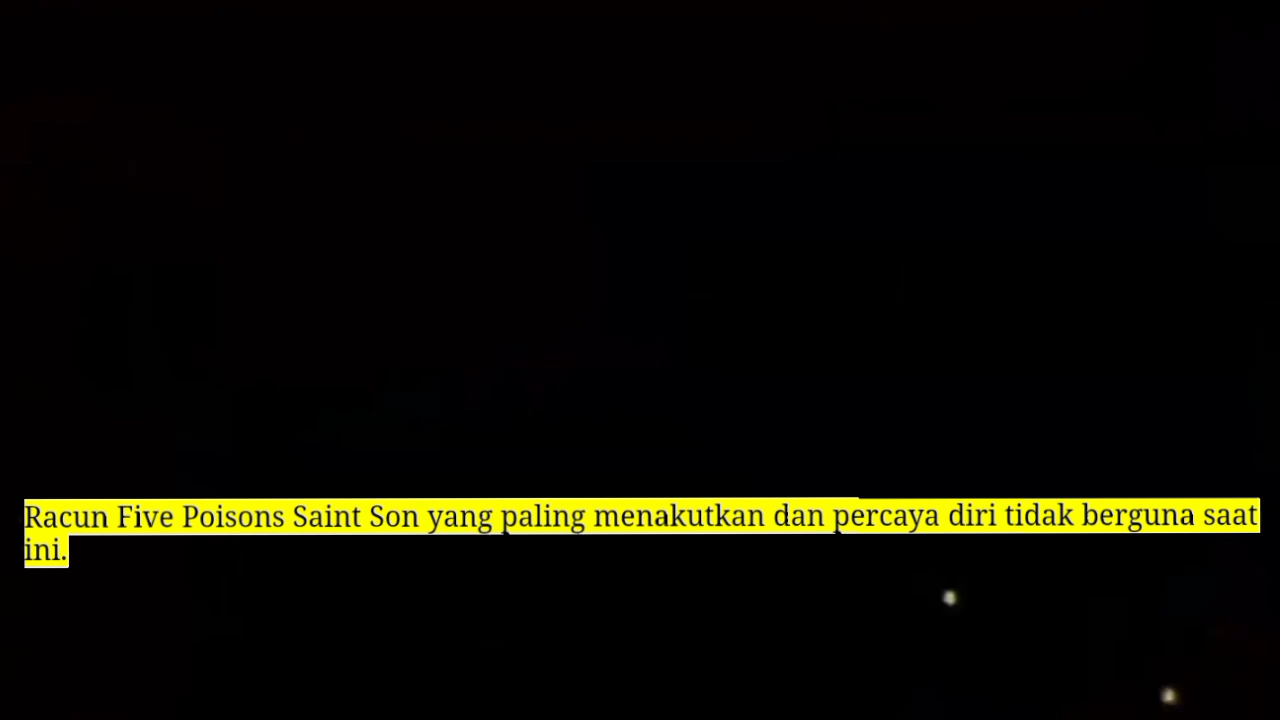 Racun Five Poisons Saint Son yang paling menakutkan dan percaya diri tidak berguna saat
ini.